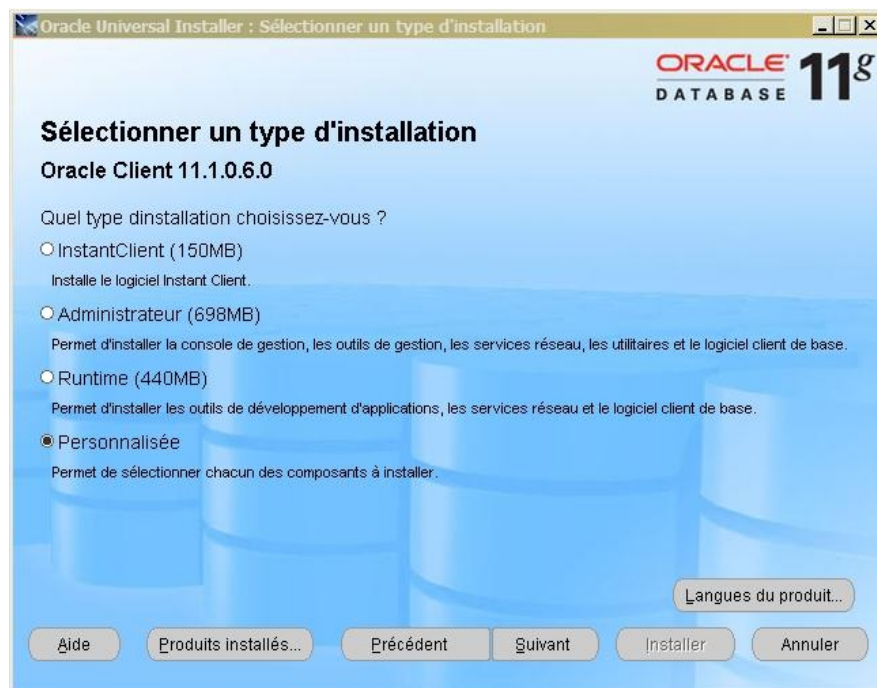 Oracle Universal Installer : Sélectionner un type d'installation
ORACLE 11g
DATABASE
Sélectionner un type d'installation
Oracle Client 11.1.0.6.0
Quel type dinstallation choisissez-vous ?
InstantClient (150MB)
Installe le logiciel Instant Client.
Administrateur (698MB)
Permet d'installer la console de gestion, les outils de gestion, les services réseau, les utilitaires et le logiciel client de base.
Runtime (440MB)
Permet d'installer les outils de développement d'applications, les services réseau et le logiciel client de base.
Personnalisée
Permet de sélectionner chacun des composants à installer.
Langues du produit...
Aide Produits installés... Précédent Suivant Installer Annuler